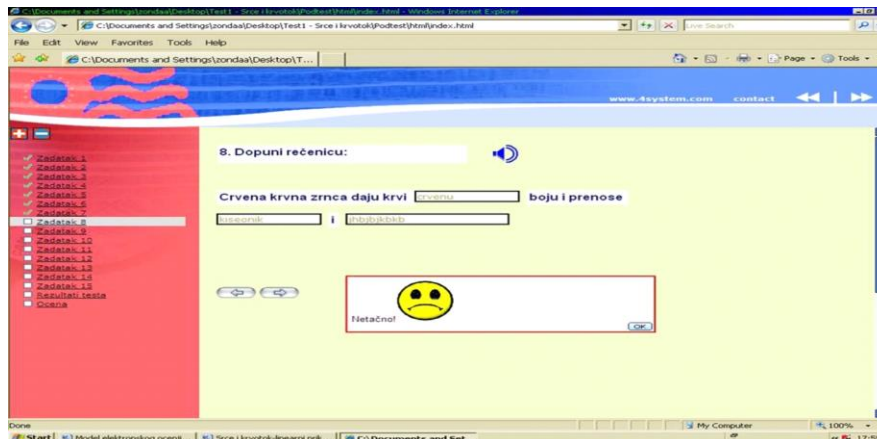 C:\Documents and Settings\zondaa\Desktop\Test1 - Srce i krvotok\Podtest\html\index.html - Windows Internet Explorer
C:\Documents and Settings\zondaa\Desktop\Test1 - Srce i krvotok\Podtest\html\index.html
Live Search
File Edit View Favorites Tools Help
C:\Documents and Settings\zondaa\Desktop\T...
Page Tools
www.4system.com contact
8. Dopuni rečenicu:
Zadatak 1
Zadatak 2
Zadatak 3
Zadatak 4
Zadatak 5
Zadatak 6
Zadatak 7
Zadatak 8
Zadatak 9
Zadatak 10
Zadatak 11
Zadatak 12
Zadatak 13
Zadatak 14
Zadatak 15
Rezultati testa
Ocena
Crvena krvna zrnca daju krvi crvenu boju i prenose
kiseonik i
Netačno!
OK
Done
My Computer
100%
Start Model elektronskog ocenji... Srce i krvotok-linearni prik... C:\Documents and Set...